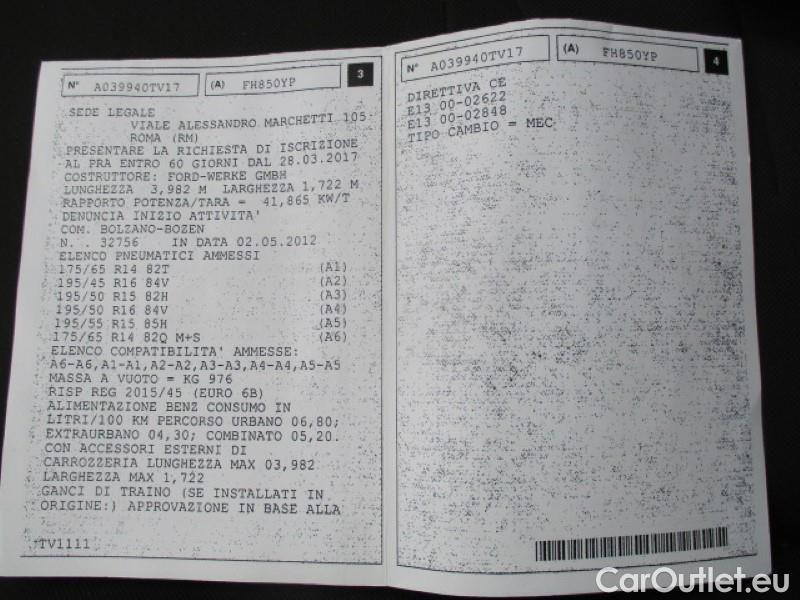 N° A039940TV17 (A) FH850YP 3
SEDE LEGALE
VIALE ALESSANDRO MARCHETTI 105
ROMA (RM)
PRESENTARE LA RICHIESTA DI ISCRIZIONE
AL PRA ENTRO 60 GIORNI DAL 28.03.2017
COSTRUTTORE: FORD-WERKE GMBH
LUNGHEZZA 3,982 M LARGHEZZA 1,722 M
RAPPORTO POTENZA/TARA = 41,865 KW/T
DENUNCIA INIZIO ATTIVITA'
COM. BOLZANO-BOZEN
N. . 32756 IN DATA 02.05.2012
ELENCO PNEUMATICI AMMESSI
175/65 R14 82T (A1)
195/45 R16 84V (A2)
195/50 R15 82H (A3)
195/50 R16 84V (A4)
195/55 R15 85H (A5)
175/65 R14 82Q M+S (A6)
ELENCO COMPATIBILITA' AMMESSE:
A6-A6,A1-A1,A2-A2,A3-A3,A4-A4,A5-A5
MASSA A VUOTO = KG 976
RISP REG 2015/45 (EURO 6B)
ALIMENTAZIONE BENZ CONSUMO IN
LITRI/100 KM PERCORSO URBANO 06,80;
EXTRAURBANO 04,30; COMBINATO 05,20.
CON ACCESSORI ESTERNI DI
CARROZZERIA LUNGHEZZA MAX 03,982
LARGHEZZA MAX 1,722
GANCI DI TRAINO (SE INSTALLATI IN
ORIGINE:) APPROVAZIONE IN BASE ALLA
TV1111
N° A039940TV17 (A) FH850YP 4
DIRETTIVA CE
E13 00-02622
E13 00-02848
TIPO CAMBIO = MEC
CarOutlet.eu